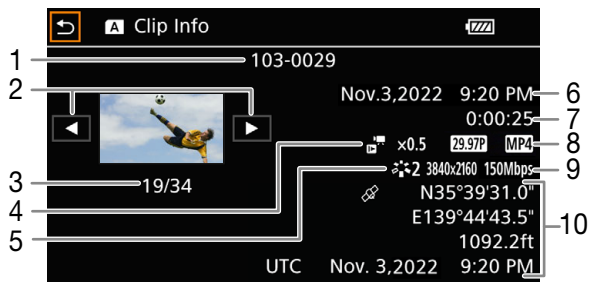 A Clip Info
1 103-0029
2 Nov.3,2022 9:20 PM 6
0:00:25 7
×0.5 29.97P MP4 8
3 19/34
2 3840x2160 150Mbps 9
4 N35°39'31.0"
E139°44'43.5" 10
5 1092.2ft
UTC Nov. 3,2022 9:20 PM